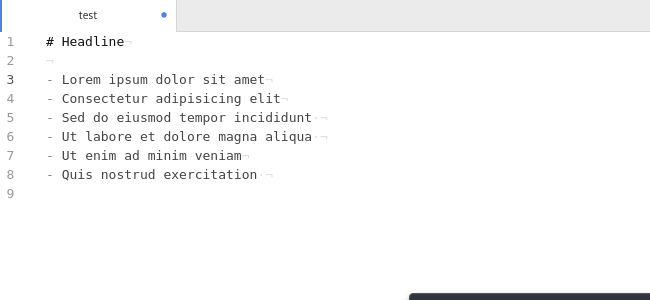 test
1 # Headline¬
2 ¬
3 - Lorem ipsum dolor sit amet¬
4 - Consectetur adipisicing elit¬
5 - Sed do eiusmod tempor incididunt·¬
6 - Ut labore et dolore magna aliqua·¬
7 - Ut enim ad minim veniam¬
8 - Quis nostrud exercitation·¬
9